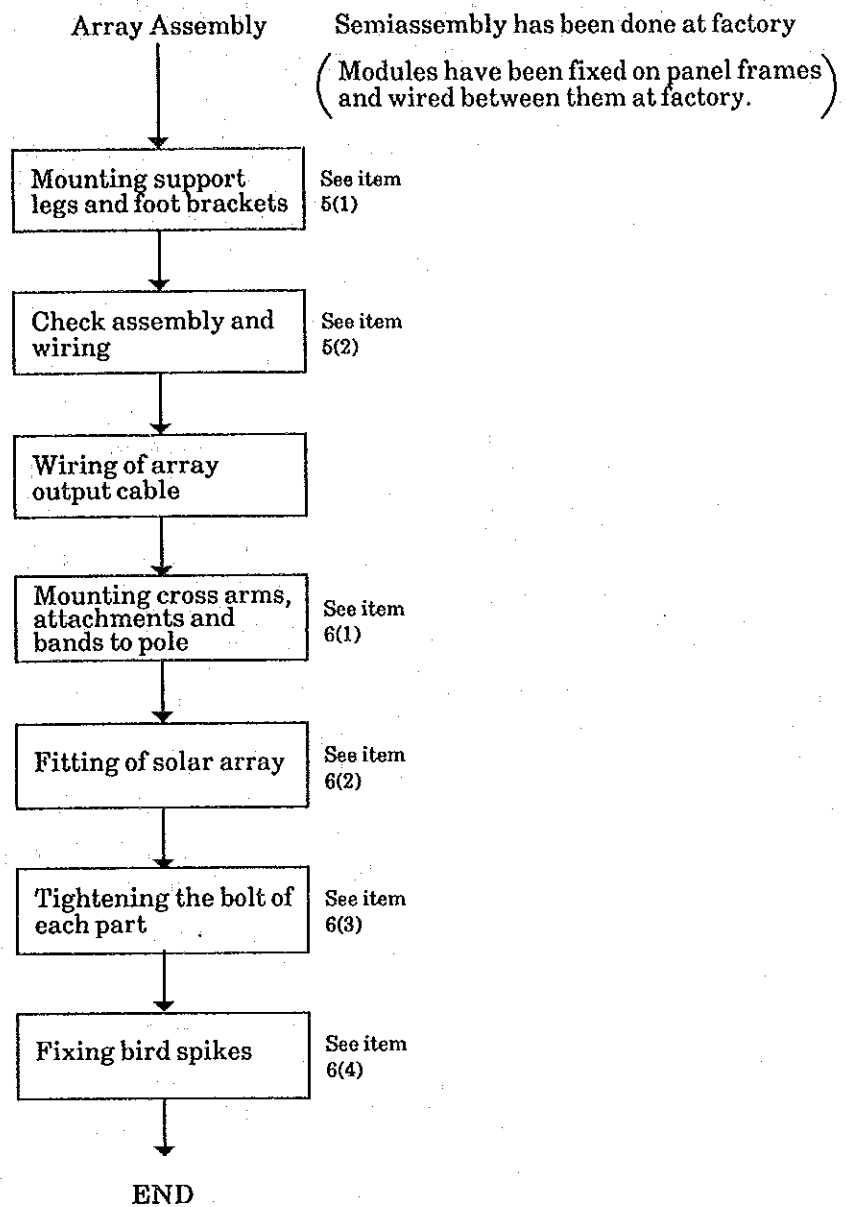 Array Assembly Semiassembly has been done at factory
(Modules have been fixed on panel frames
and wired between them at factory.)
Mounting support See item
legs and foot brackets 5(1)
Check assembly and See item
wiring 5(2)
Wiring of array
output cable
Mounting cross arms, See item
attachments and 6(1)
bands to pole
Fitting of solar array See item
6(2)
Tightening the bolt of See item
each part 6(3)
Fixing bird spikes See item
6(4)
END